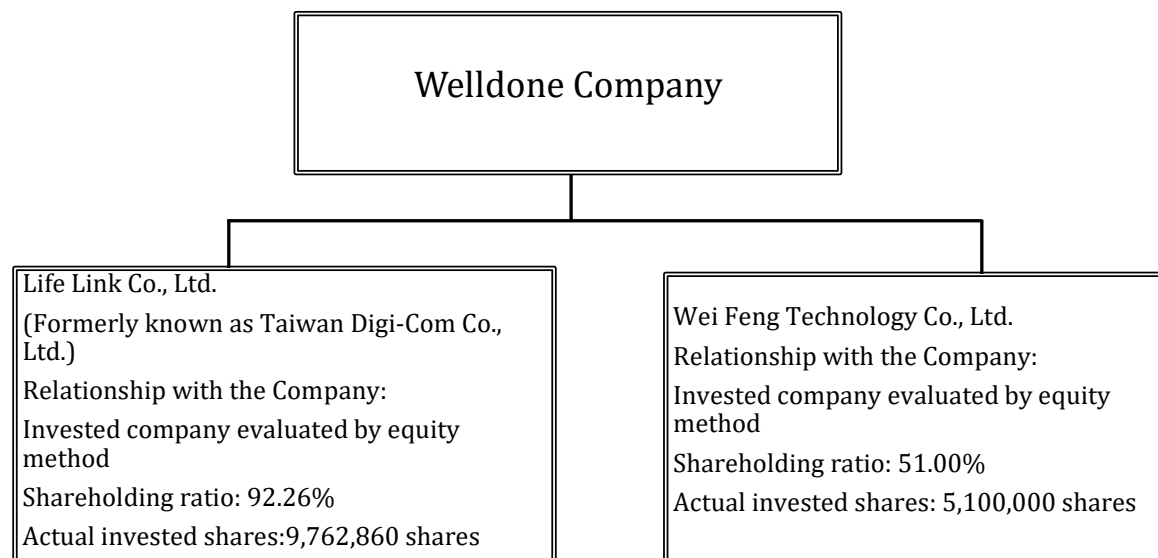 Welldone Company
Life Link Co., Ltd.
(Formerly known as Taiwan Digi-Com Co.,
Ltd.)
Relationship with the Company:
Invested company evaluated by equity
method
Shareholding ratio: 92.26%
Actual invested shares:9,762,860 shares
Wei Feng Technology Co., Ltd.
Relationship with the Company:
Invested company evaluated by equity
method
Shareholding ratio: 51.00%
Actual invested shares: 5,100,000 shares